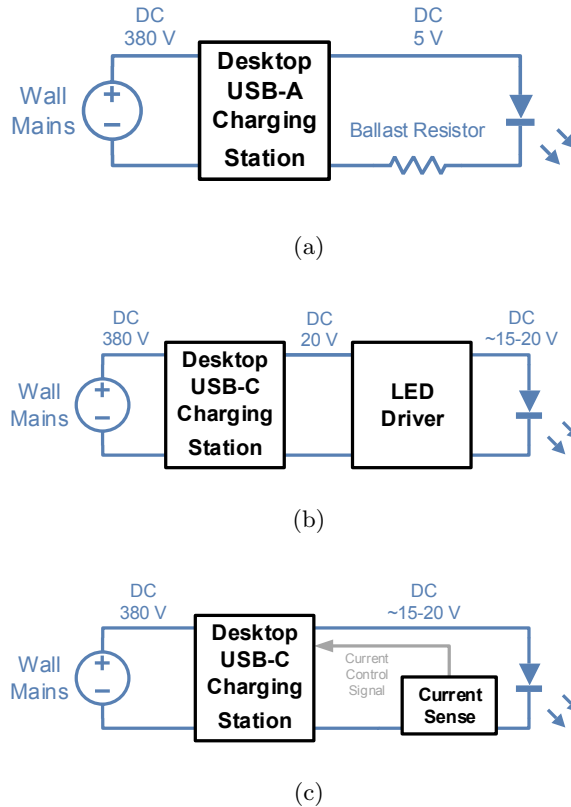 DC
380 V
DC
5 V
Wall
Mains
+
−
Desktop
USB-A
Charging
Station
Ballast Resistor
(a)
DC
380 V
DC
20 V
DC
~15-20 V
Wall
Mains
+
−
Desktop
USB-C
Charging
Station
LED
Driver
(b)
DC
380 V
DC
~15-20 V
Wall
Mains
+
−
Desktop
USB-C
Charging
Station
Current
Control
Signal
Current
Sense
(c)